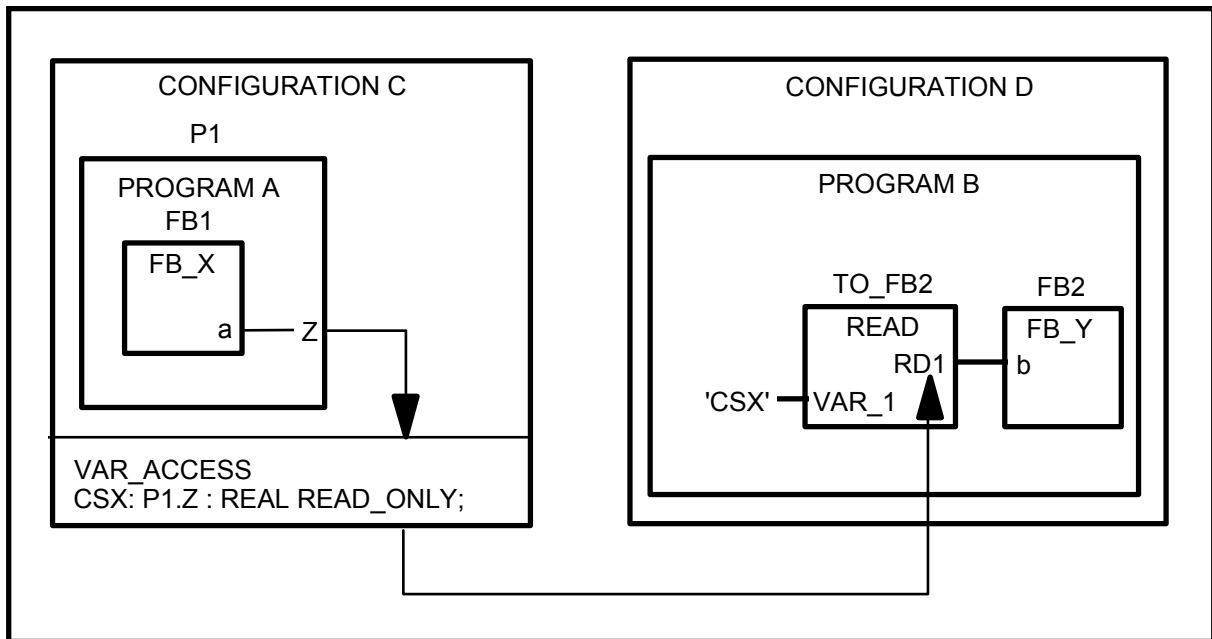 CONFIGURATION C
P1
PROGRAM A
FB1
FB_X
a
Z
VAR_ACCESS
CSX: P1.Z : REAL READ_ONLY;
CONFIGURATION D
PROGRAM B
TO_FB2
FB2
READ
FB_Y
RD1
b
'CSX'
VAR_1